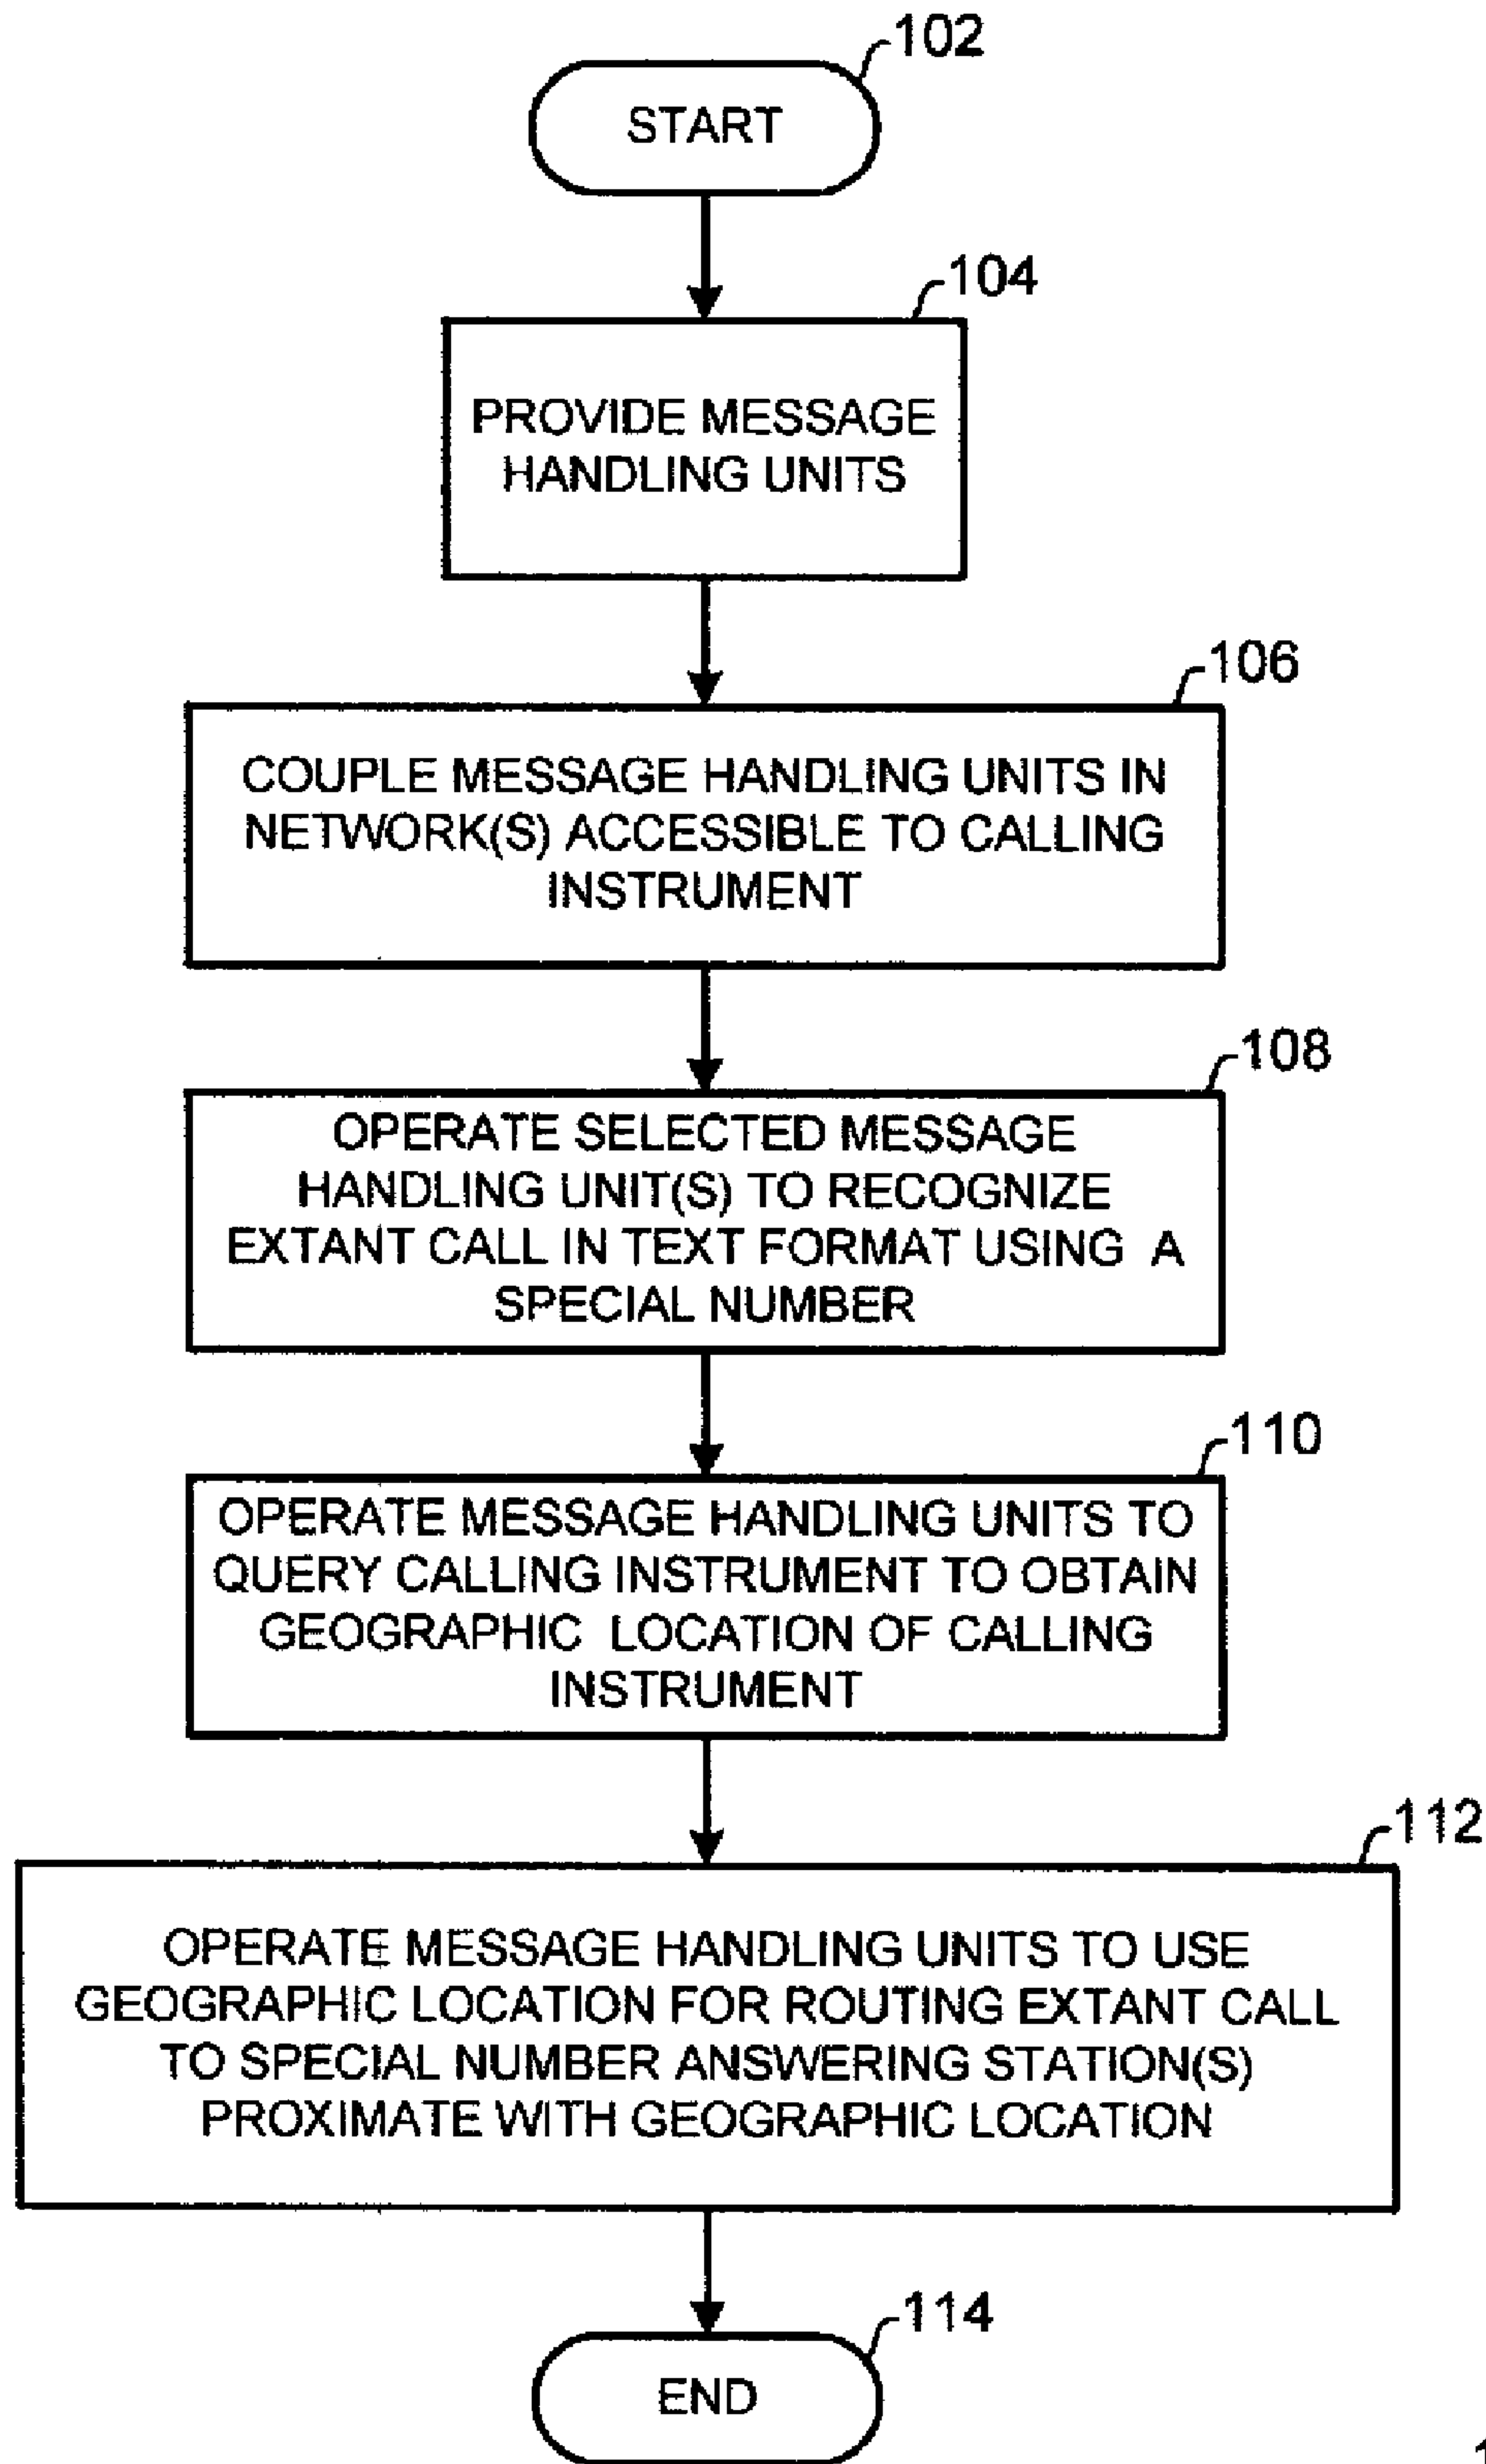 102
START
104
PROVIDE MESSAGE
HANDLING UNITS
106
COUPLE MESSAGE HANDLING UNITS IN
NETWORK(S) ACCESSIBLE TO CALLING
INSTRUMENT
108
OPERATE SELECTED MESSAGE
HANDLING UNIT(S) TO RECOGNIZE
EXTANT CALL IN TEXT FORMAT USING A
SPECIAL NUMBER
110
OPERATE MESSAGE HANDLING UNITS TO
QUERY CALLING INSTRUMENT TO OBTAIN
GEOGRAPHIC LOCATION OF CALLING
INSTRUMENT
112
OPERATE MESSAGE HANDLING UNITS TO USE
GEOGRAPHIC LOCATION FOR ROUTING EXTANT CALL
TO SPECIAL NUMBER ANSWERING STATION(S)
PROXIMATE WITH GEOGRAPHIC LOCATION
114
END